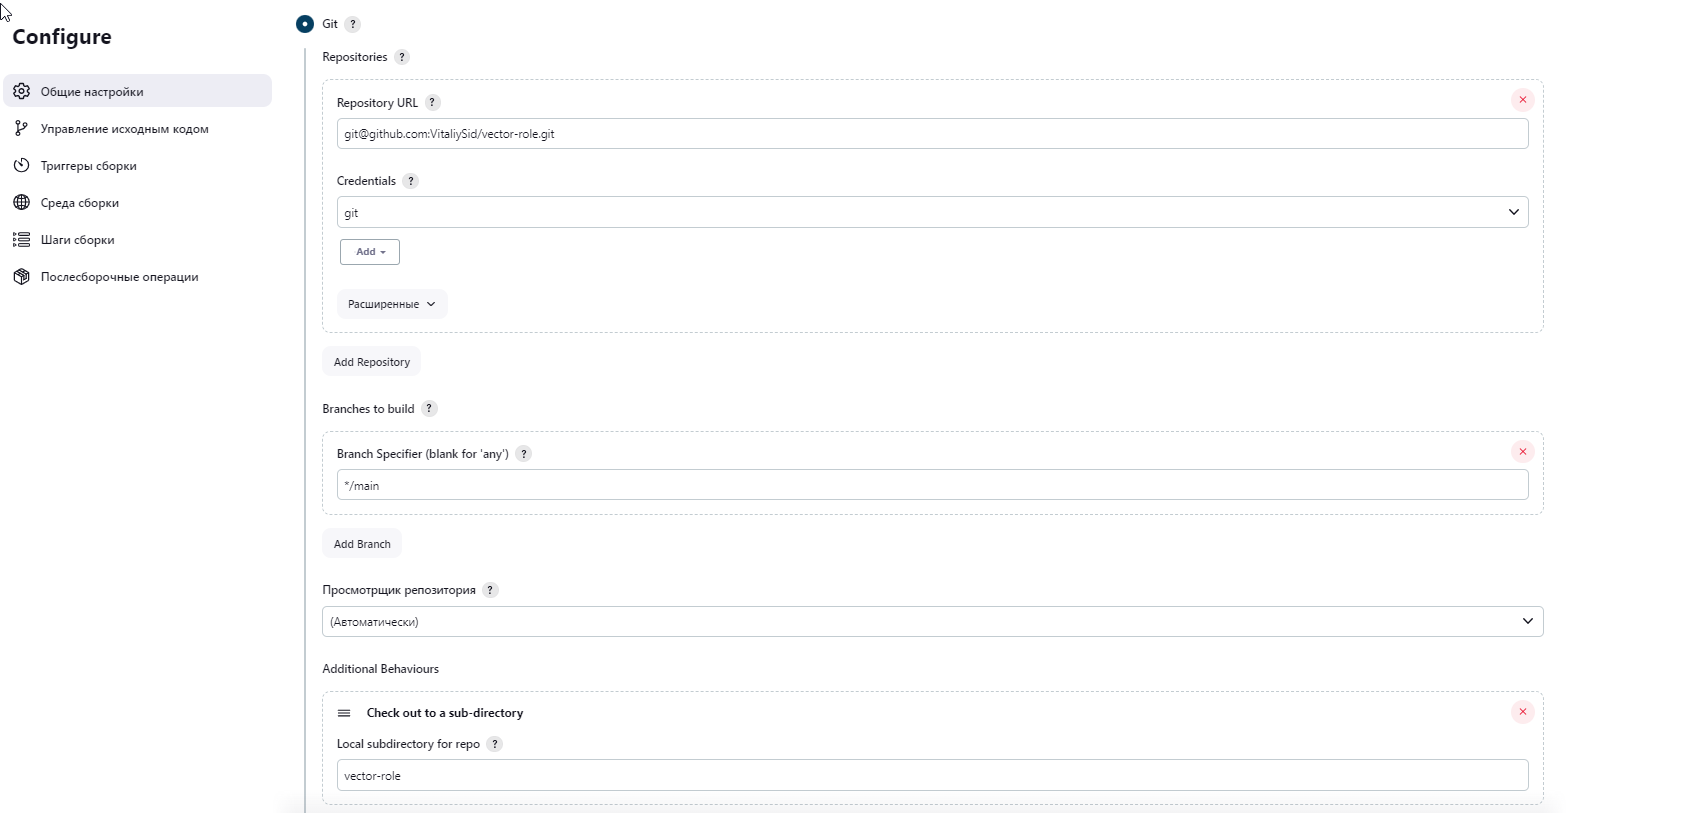 Configure
Общие настройки
Управление исходным кодом
Триггеры сборки
Среда сборки
Шаги сборки
Послесборочные операции
Git ?
Repositories ?
Repository URL ?
git@github.com:VitaliySid/vector-role.git
Credentials ?
git
Add
Расширенные
Add Repository
Branches to build ?
Branch Specifier (blank for 'any') ?
*/main
Add Branch
Просмотрщик репозитория ?
(Автоматически)
Additional Behaviours
Check out to a sub-directory
Local subdirectory for repo ?
vector-role